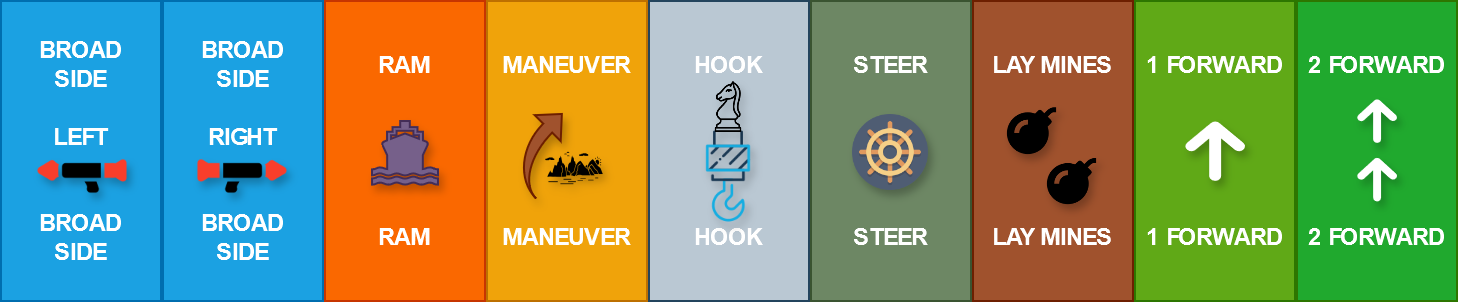 BROAD
SIDE
LEFT
BROAD
SIDE
BROAD
SIDE
RIGHT
BROAD
SIDE
RAM
RAM
MANEUVER
MANEUVER
HOOK
HOOK
STEER
STEER
LAY MINES
LAY MINES
1 FORWARD
1 FORWARD
2 FORWARD
2 FORWARD